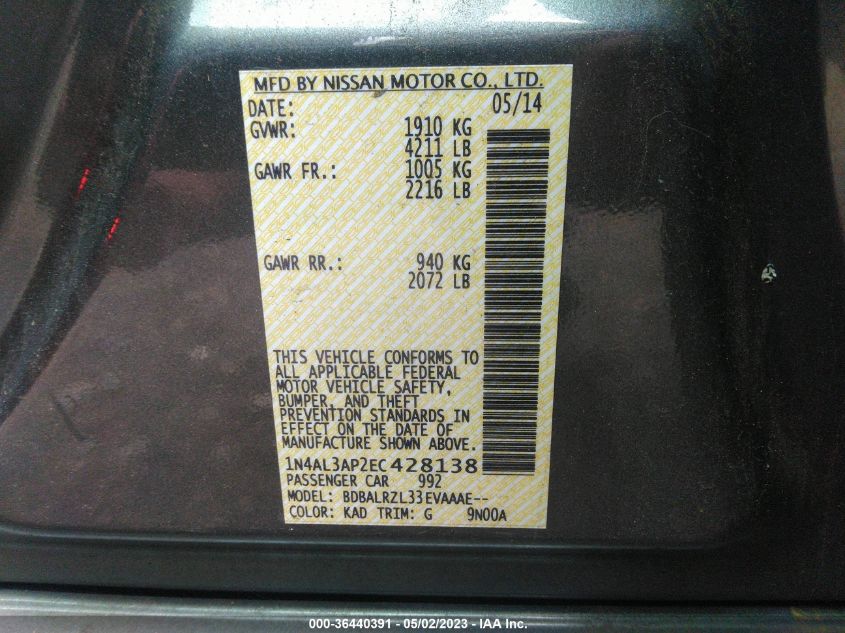 MFD BY NISSAN MOTOR CO., LTD.
DATE: 05/14
GVWR: 1910 KG
4211 LB
GAWR FR.: 1005 KG
2216 LB
GAWR RR.: 940 KG
2072 LB
THIS VEHICLE CONFORMS TO
ALL APPLICABLE FEDERAL
MOTOR VEHICLE SAFETY,
BUMPER, AND THEFT
PREVENTION STANDARDS IN
EFFECT ON THE DATE OF
MANUFACTURE SHOWN ABOVE.
1N4AL3AP2EC428138
PASSENGER CAR 992
MODEL: BDBALRZL33EVAAAE--
COLOR: KAD TRIM: G 9N00A
000-36440391 - 05/02/2023 - IAA Inc.